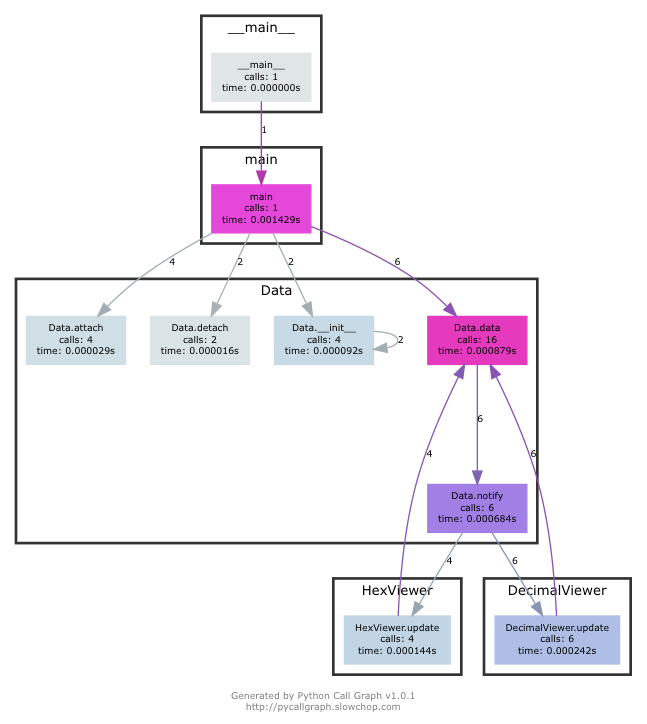 __main__
__main__
calls: 1
time: 0.000000s
1
main
main
calls: 1
time: 0.001429s
4
2
2
6
Data
Data.attach
calls: 4
time: 0.000029s
Data.detach
calls: 2
time: 0.000016s
Data.__init__
calls: 4
time: 0.000092s
2
Data.data
calls: 16
time: 0.000879s
6
4
6
Data.notify
calls: 6
time: 0.000684s
4
6
HexViewer
HexViewer.update
calls: 4
time: 0.000144s
DecimalViewer
DecimalViewer.update
calls: 6
time: 0.000242s
Generated by Python Call Graph v1.0.1
http://pycallgraph.slowchop.com